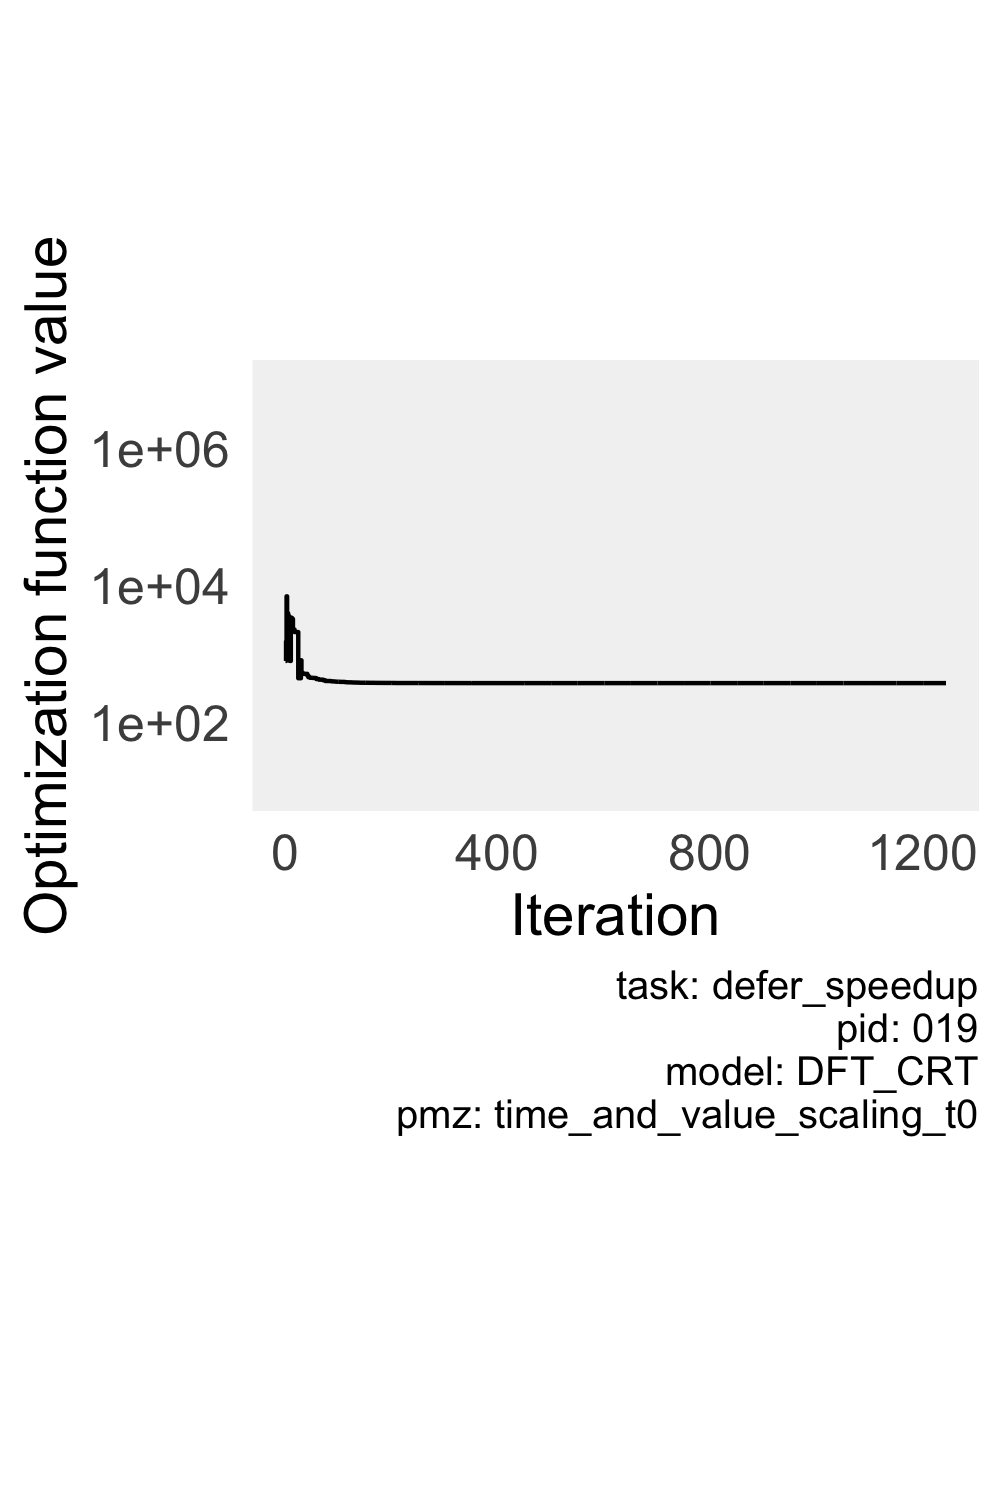 Optimization function value
1e+06
1e+04
1e+02
0 400 800 1200
Iteration
task: defer_speedup
pid: 019
model: DFT_CRT
pmz: time_and_value_scaling_t0